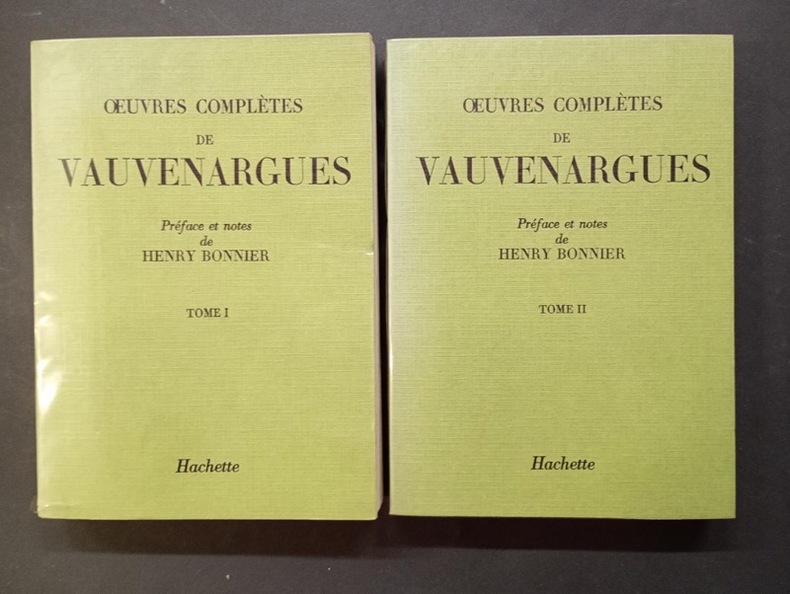 ŒUVRES COMPLÈTES
DE
VAUVENARGUES
Préface et notes
de
HENRY BONNIER
TOME I
Hachette
ŒUVRES COMPLÈTES
DE
VAUVENARGUES
Préface et notes
de
HENRY BONNIER
TOME II
Hachette